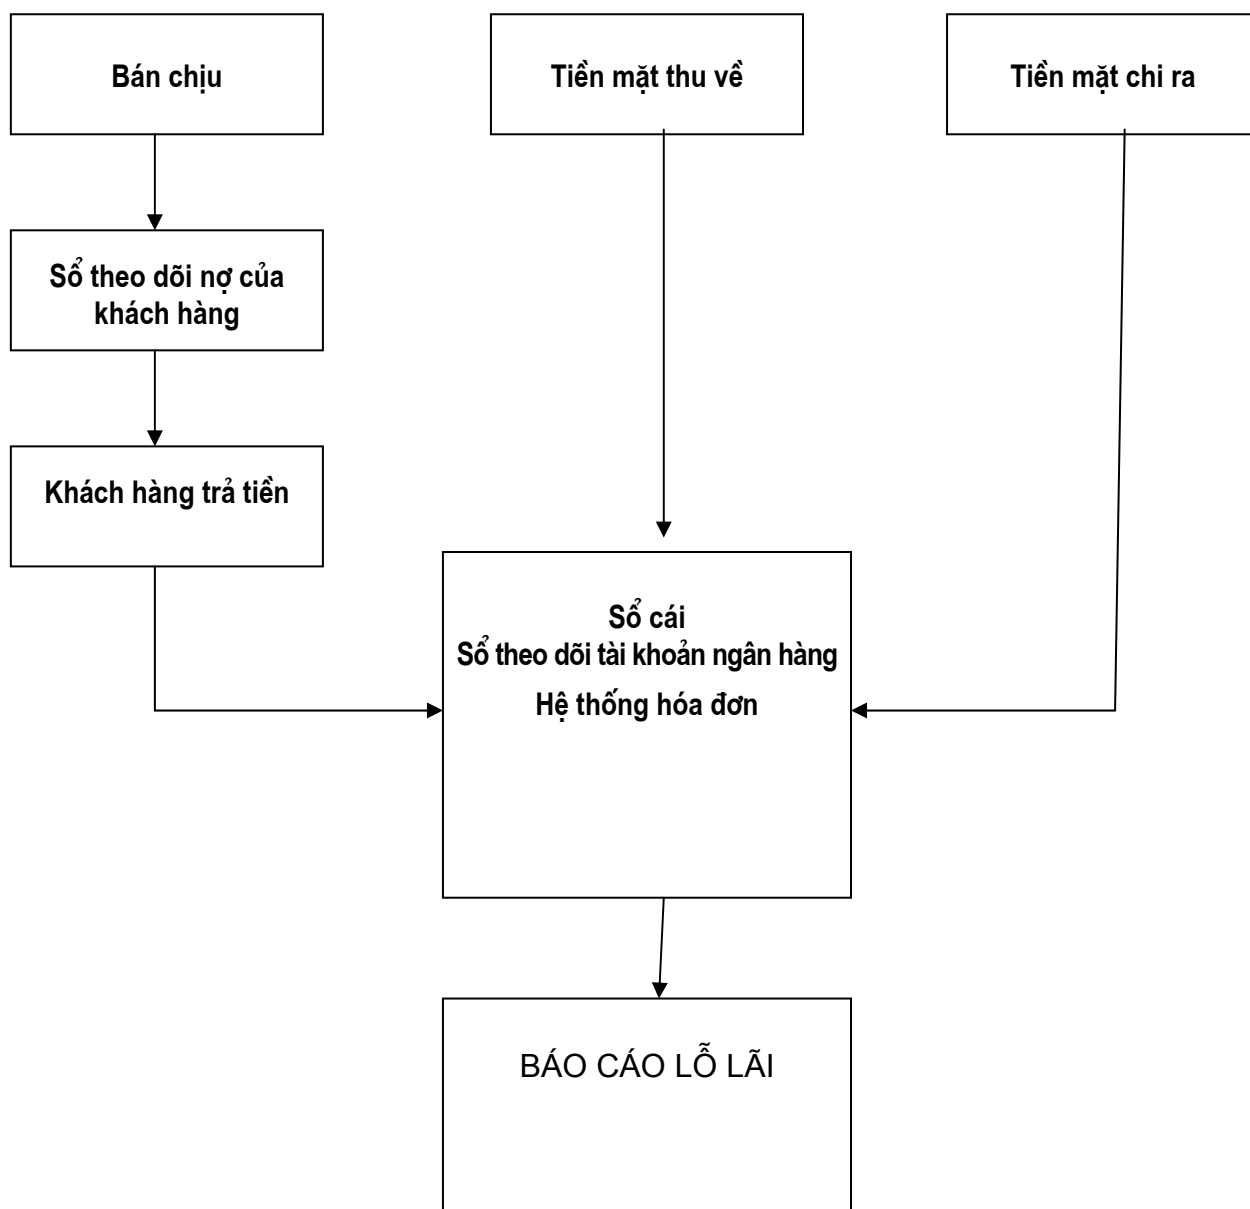 Bán chịu
Tiền mặt thu về
Tiền mặt chi ra
Sổ theo dõi nợ của
khách hàng
Khách hàng trả tiền
Sổ cái
Sổ theo dõi tài khoản ngân hàng
Hệ thống hóa đơn
BÁO CÁO LỖ LÃI